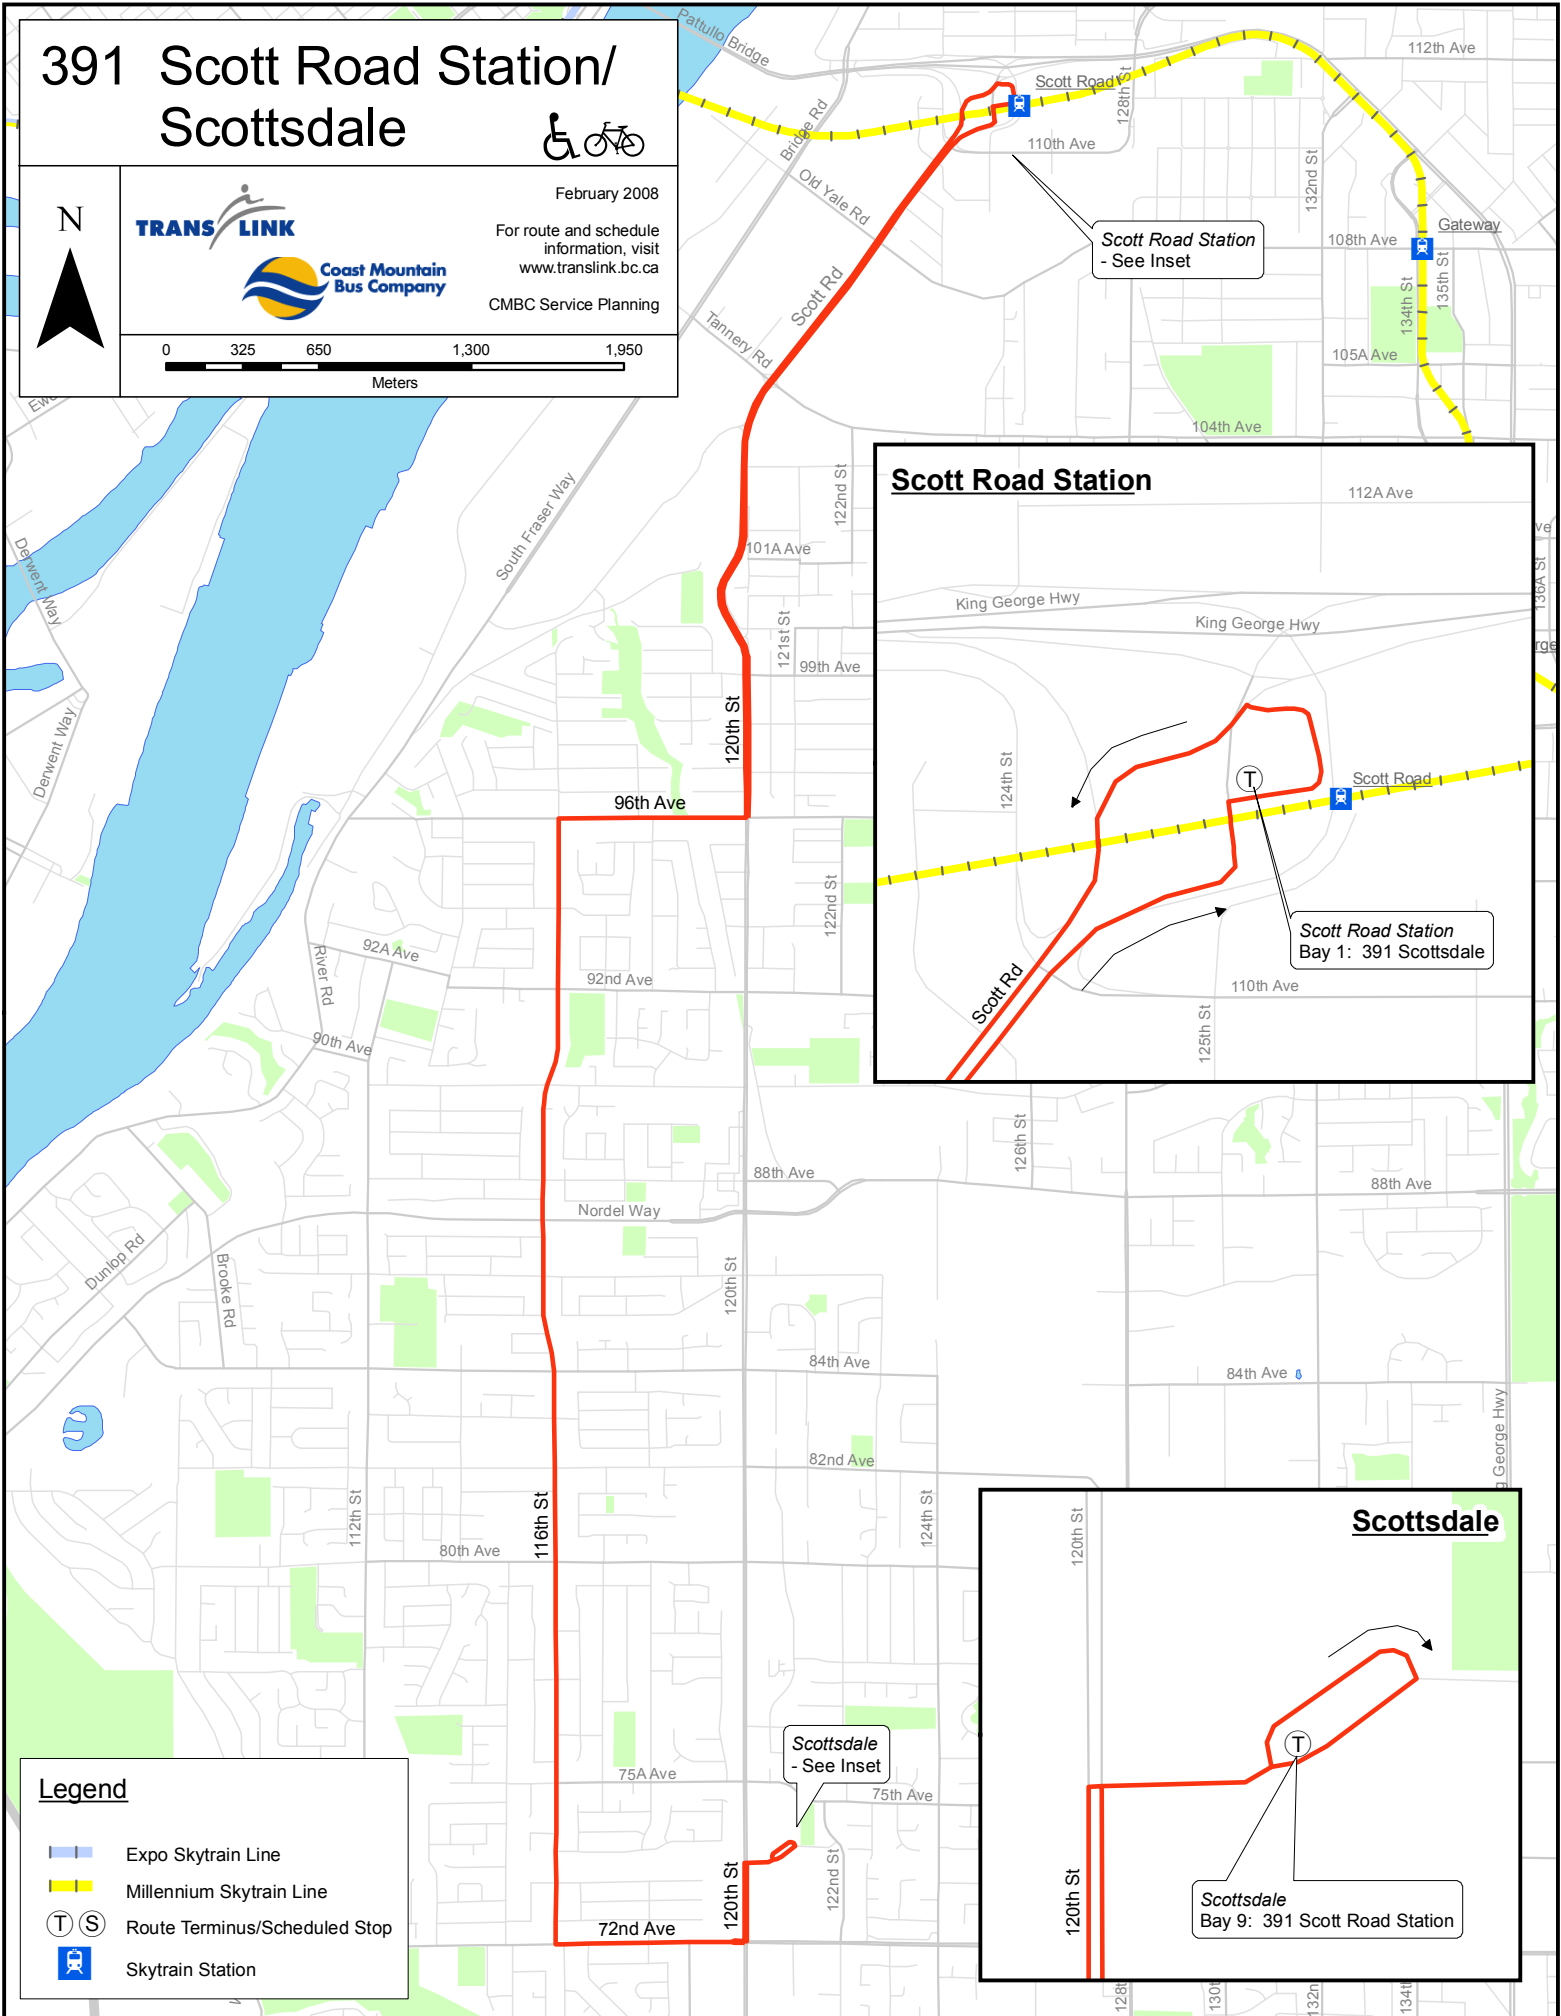 391 Scott Road Station/
Scottsdale
N
TRANS LINK
Coast Mountain
Bus Company
February 2008
For route and schedule
information, visit
www.translink.bc.ca
CMBC Service Planning
0 325 650 1,300 1,950
Meters
Pattullo Bridge
112th Ave
Scott Road
128th St
Bridge Rd
110th Ave
Old Yale Rd
132nd St
Scott Road Station
- See Inset
Gateway
108th Ave
135th St
134th St
Scott Rd
Tannery Rd
105A Ave
104th Ave
Derwent Way
Derwent Way
South Fraser Way
122nd St
101A Ave
121st St
99th Ave
120th St
136A St
Scott Road Station
112A Ave
King George Hwy
King George Hwy
124th St
T
Scott Road
Scott Road Station
Bay 1: 391 Scottsdale
Scott Rd
110th Ave
125th St
96th Ave
122nd St
92A Ave
River Rd
92nd Ave
90th Ave
126th St
88th Ave
88th Ave
Nordel Way
Dunlop Rd
Brooke Rd
120th St
84th Ave
84th Ave
82nd Ave
George Hwy
112th St
116th St
124th St
80th Ave
Scottsdale
120th St
T
120th St
Scottsdale
Bay 9: 391 Scott Road Station
Scottsdale
- See Inset
75A Ave
75th Ave
122nd St
120th St
72nd Ave
Legend
Expo Skytrain Line
Millennium Skytrain Line
T S Route Terminus/Scheduled Stop
Skytrain Station